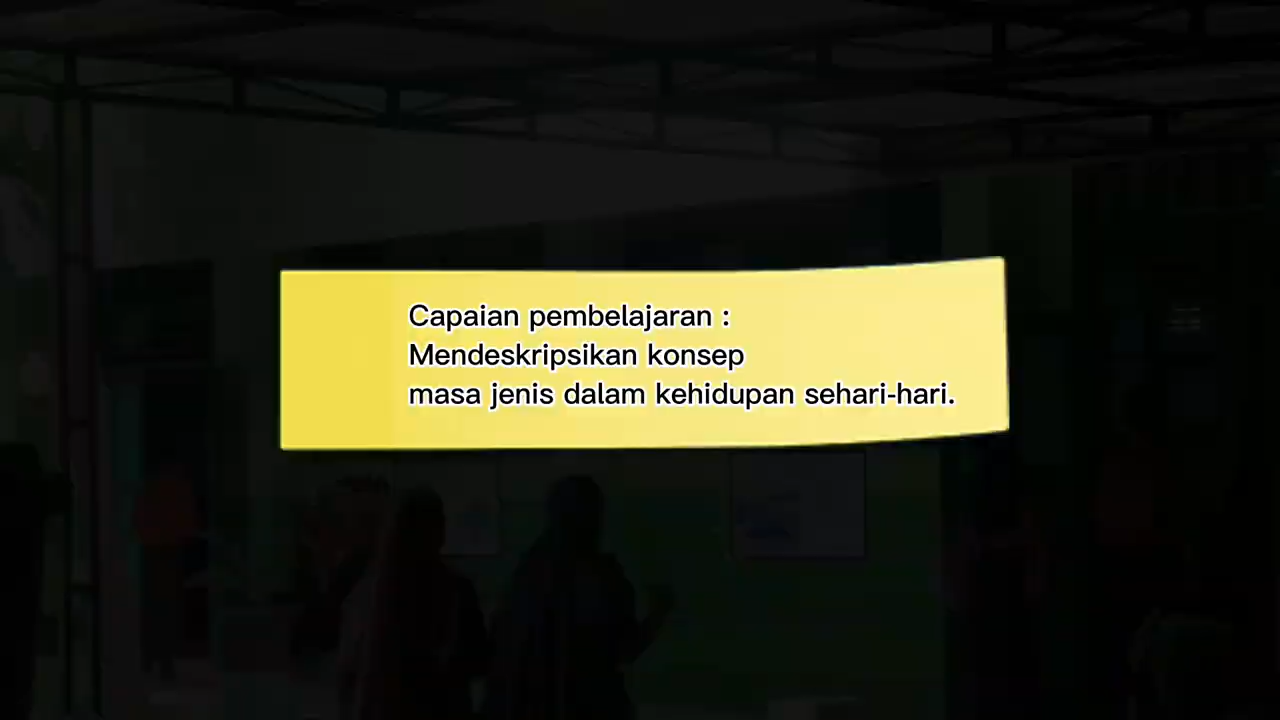 Capaian pembelajaran :
Mendeskripsikan konsep
masa jenis dalam kehidupan sehari-hari.